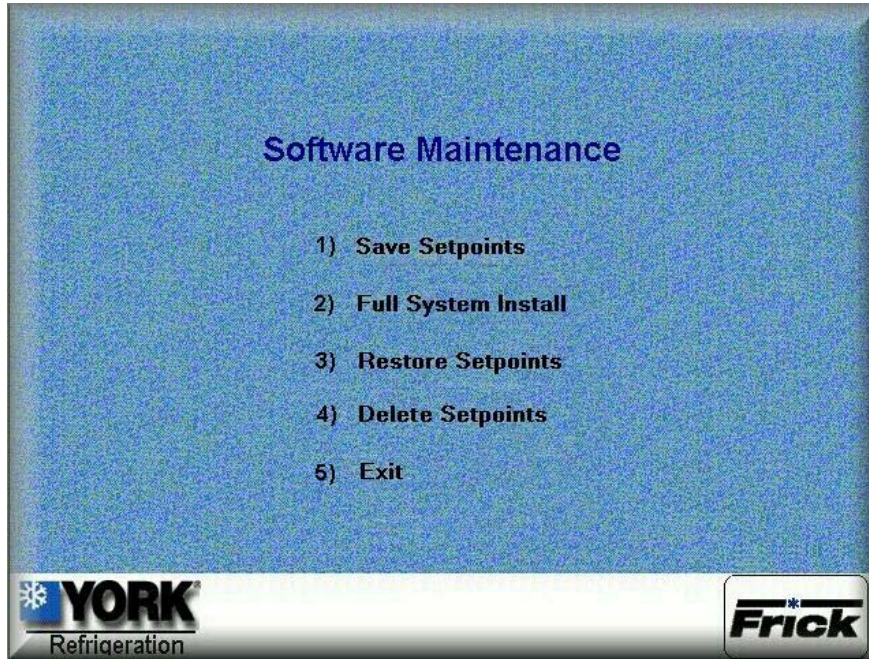 Software Maintenance
1) Save Setpoints
2) Full System Install
3) Restore Setpoints
4) Delete Setpoints
5) Exit
YORK®
Refrigeration
Frick